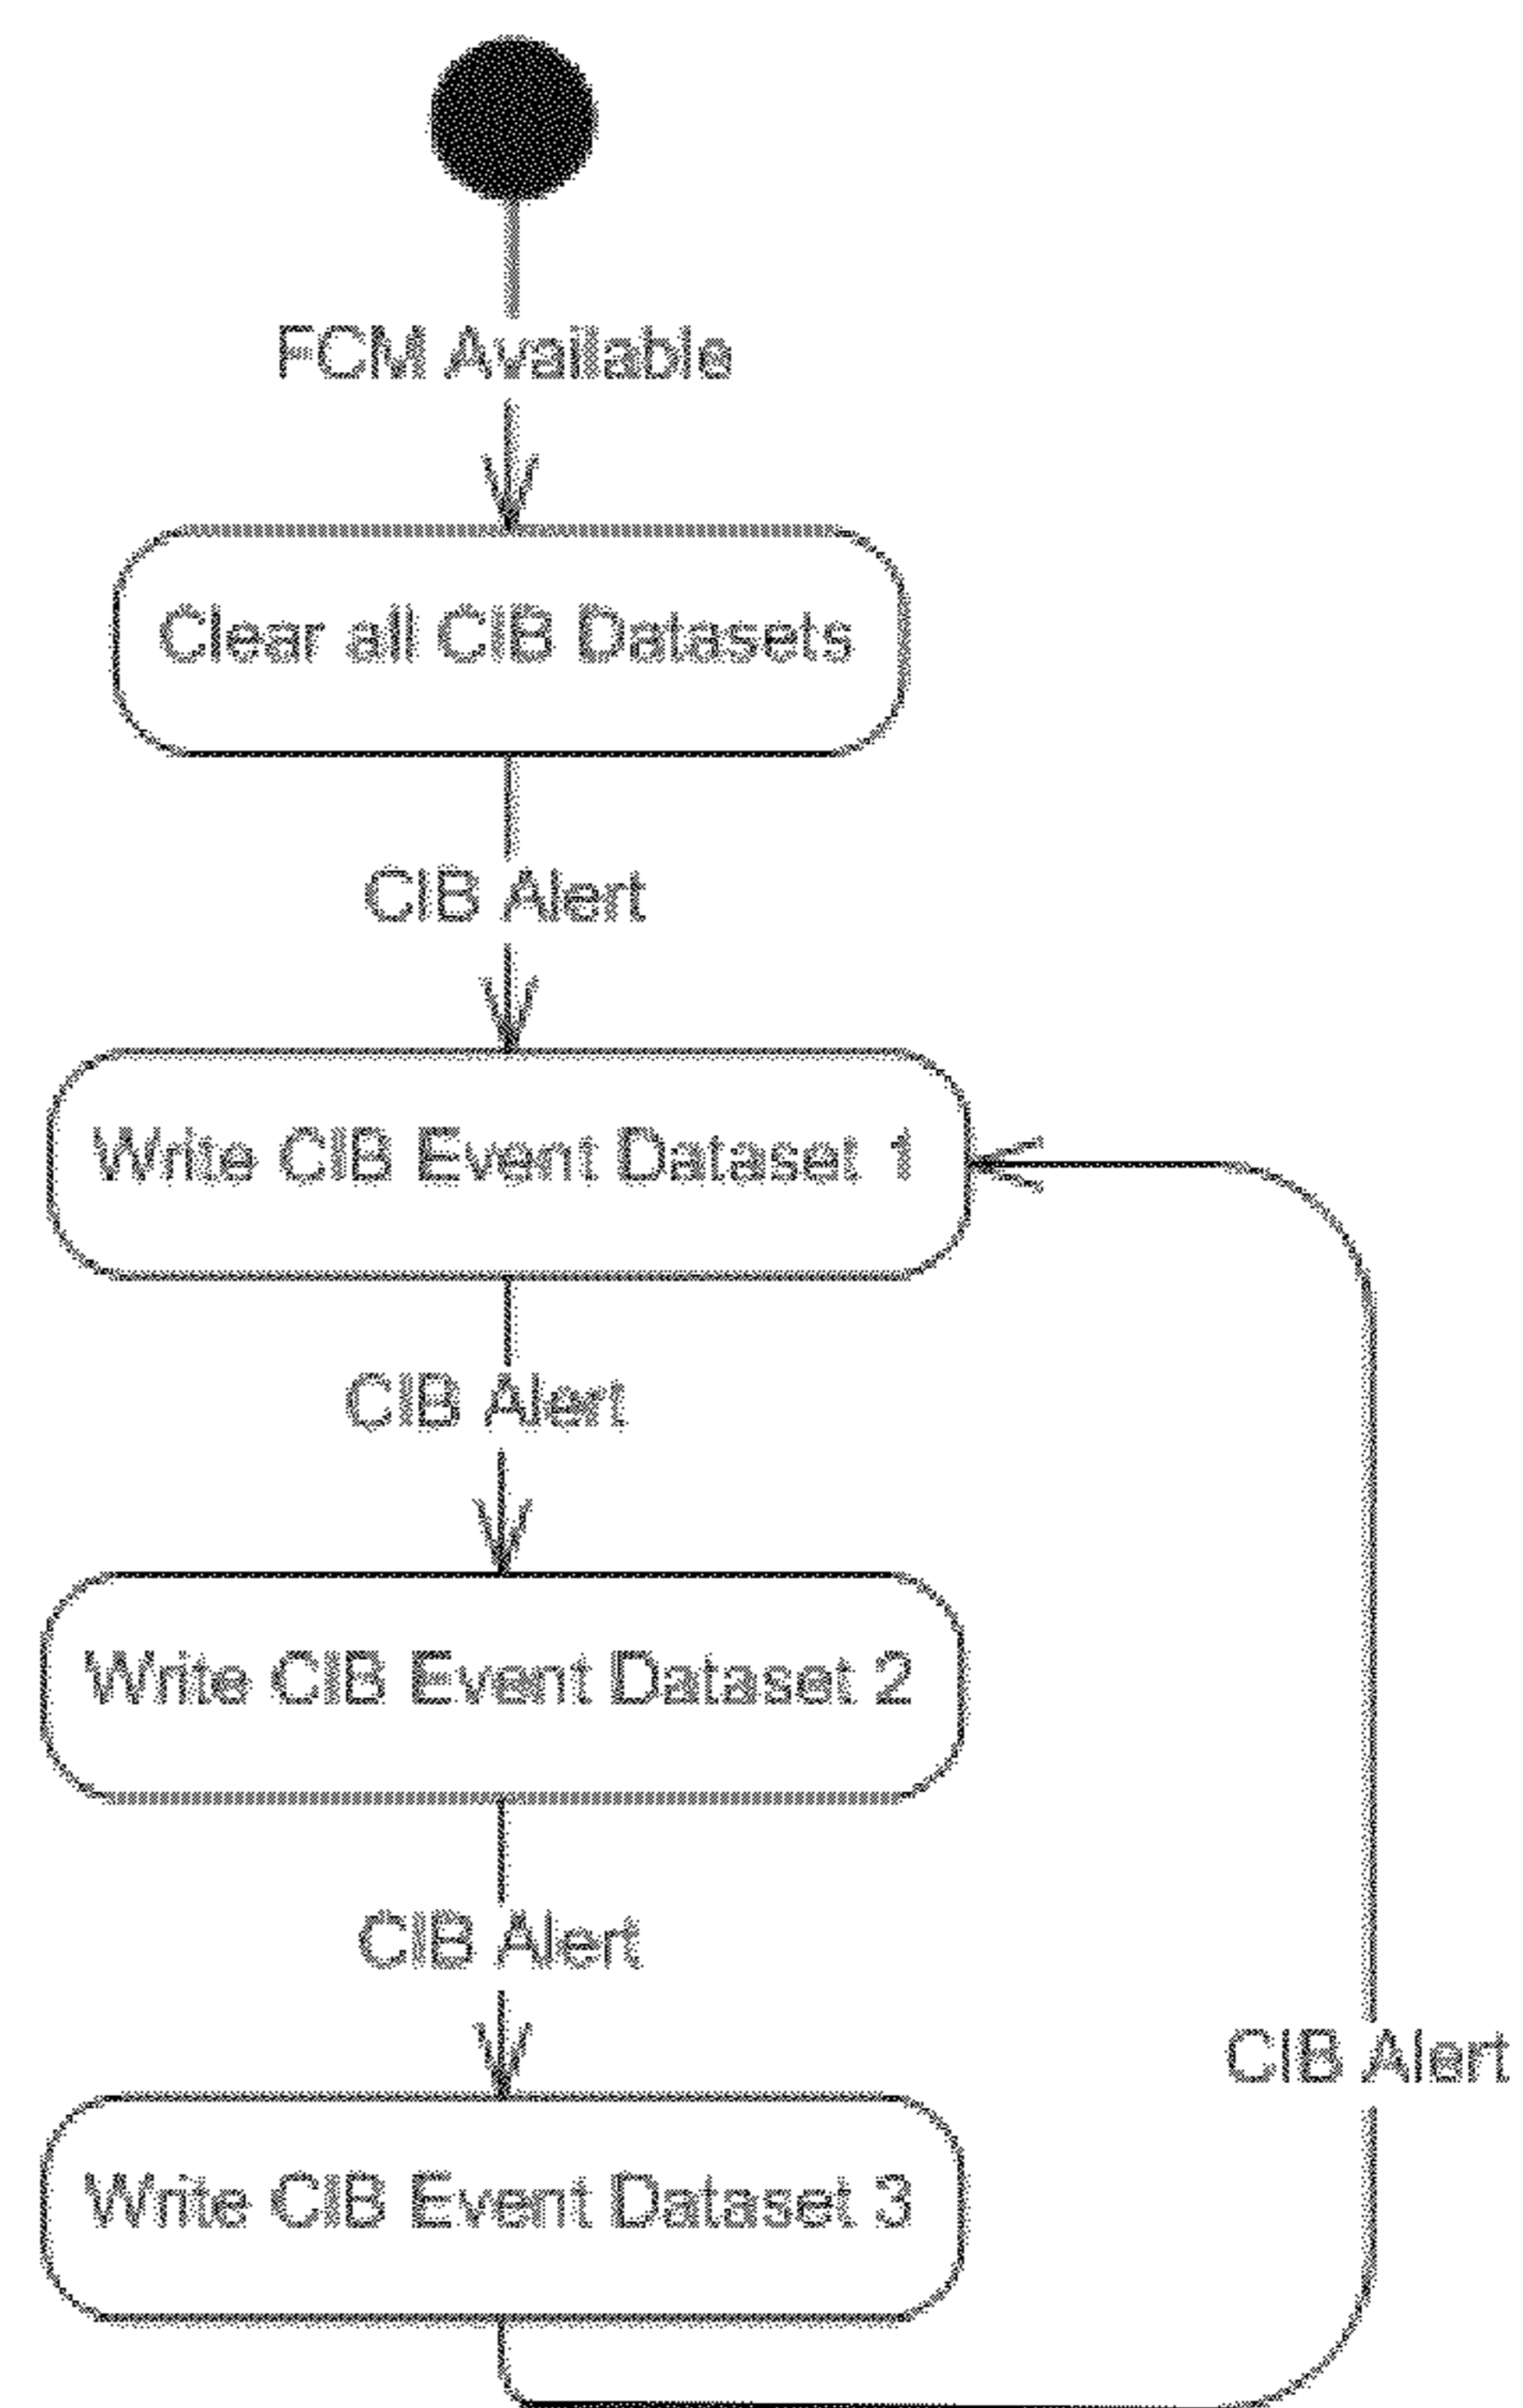 FCM Available
Clear all CIB Datasets
CIB Alert
Write CIB Event Dataset 1
CIB Alert
Write CIB Event Dataset 2
CIB Alert
CIB Alert
Write CIB Event Dataset 3